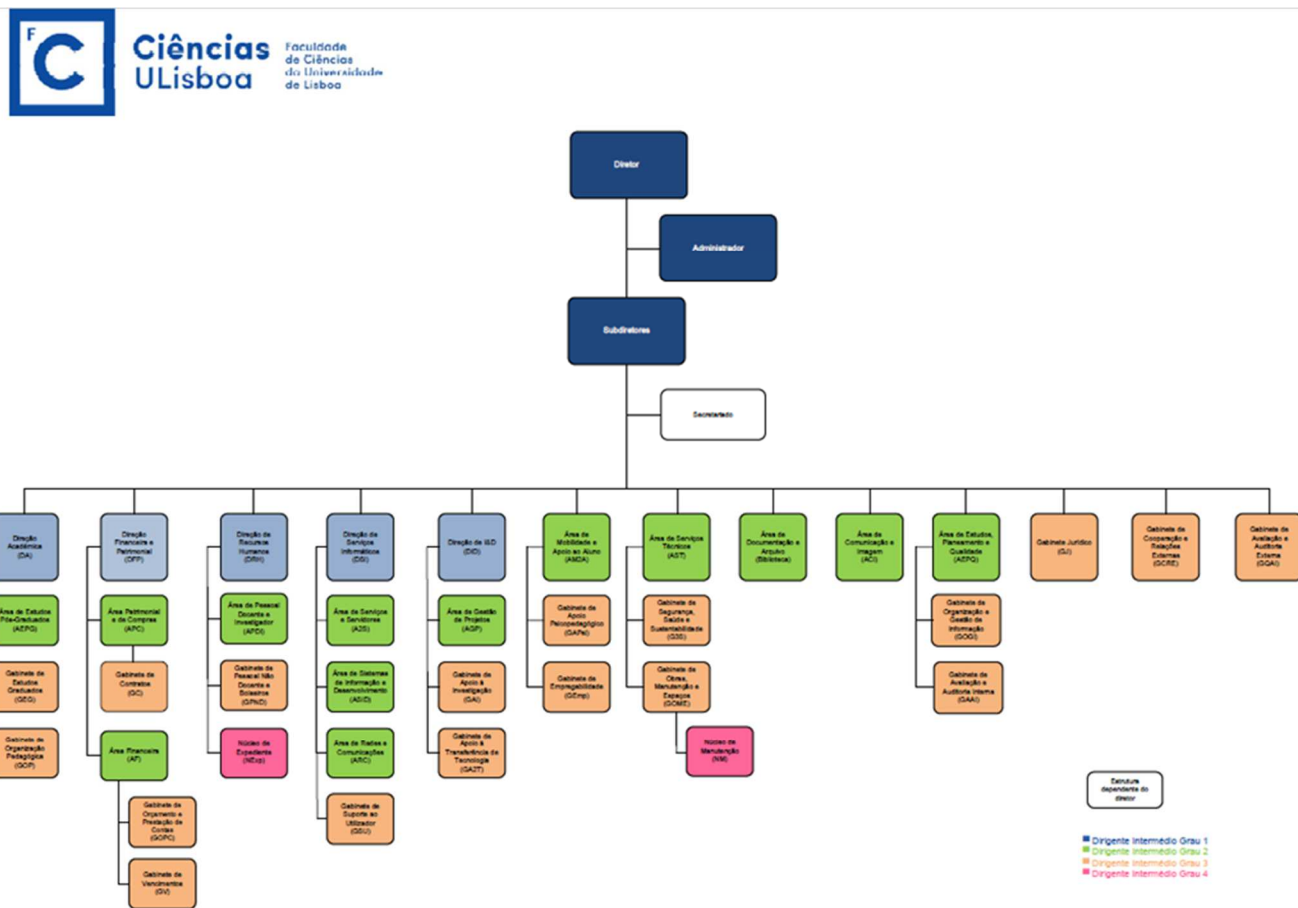 F
C
Ciências
ULisboa
Faculdade
de Ciências
da Universidade
de Lisboa
Diretor
Administrador
Subdiretores
Secretariado
Direção
Académica
(DA)
Direção
Financeira e
Patrimonial
(DFP)
Direção de
Recursos
Humanos
(DRH)
Direção de
Serviços
Informáticos
(DSI)
Direção de I&D
(DID)
Área de
Mobilidade e
Apoio ao Aluno
Área de Serviços
Técnicos
(AST)
Área de
Documentação e
Arquivo
(Biblioteca)
Área de
Comunicação e
Imagem
(ACI)
Área de Estudos,
Planeamento e
Qualidade
(AEPQ)
Gabinete Jurídico
(GJ)
Gabinete de
Cooperação e
Relações
Externas
(GCRE)
Gabinete de
Avaliação e
Auditoria
Externa
(GQAI)
Área de Estudos
Pós-Graduados
(AEPG)
Área Patrimonial
e de Compras
(APC)
Área de Pessoal
Docente e
Investigador
(APDI)
Área de Serviços
e Servidores
(A2S)
Área de Gestão
de Projetos
(AGP)
Gabinete de
Apoio
Psicopedagógico
(GAPsi)
Gabinete de
Segurança,
Saúde e
Sustentabilidade
(G3S)
Gabinete de
Organização e
Gestão de
Informação
(GOGI)
Gabinete de
Estudos
Graduados
(GEG)
Gabinete de
Contratos
(GC)
Gabinete de
Pessoal Não
Docente e
Bolseiros
(GPND)
Área de Sistemas
de Informação e
Desenvolvimento
(ASID)
Gabinete de
Apoio à
Investigação
(GAI)
Gabinete de
Empregabilidade
(GEmp)
Gabinete de
Obras,
Manutenção e
Espaços
(GOME)
Gabinete de
Avaliação e
Auditoria Interna
(GAAI)
Gabinete de
Organização
Pedagógica
(GOP)
Área Financeira
(AF)
Núcleo de
Expediente
(NExp)
Área de Redes e
Comunicações
(ARC)
Gabinete de
Apoio à
Transferência de
Tecnologia
(GA2T)
Núcleo de
Manutenção
(NM)
Gabinete de
Orçamento e
Prestação de
Contas
(GOPC)
Gabinete de
Suporte ao
Utilizador
(GSU)
Gabinete de
Vencimentos
(GV)
Estrutura
dependente do
diretor
Dirigente Intermédio Grau 1
Dirigente Intermédio Grau 2
Dirigente Intermédio Grau 3
Dirigente Intermédio Grau 4